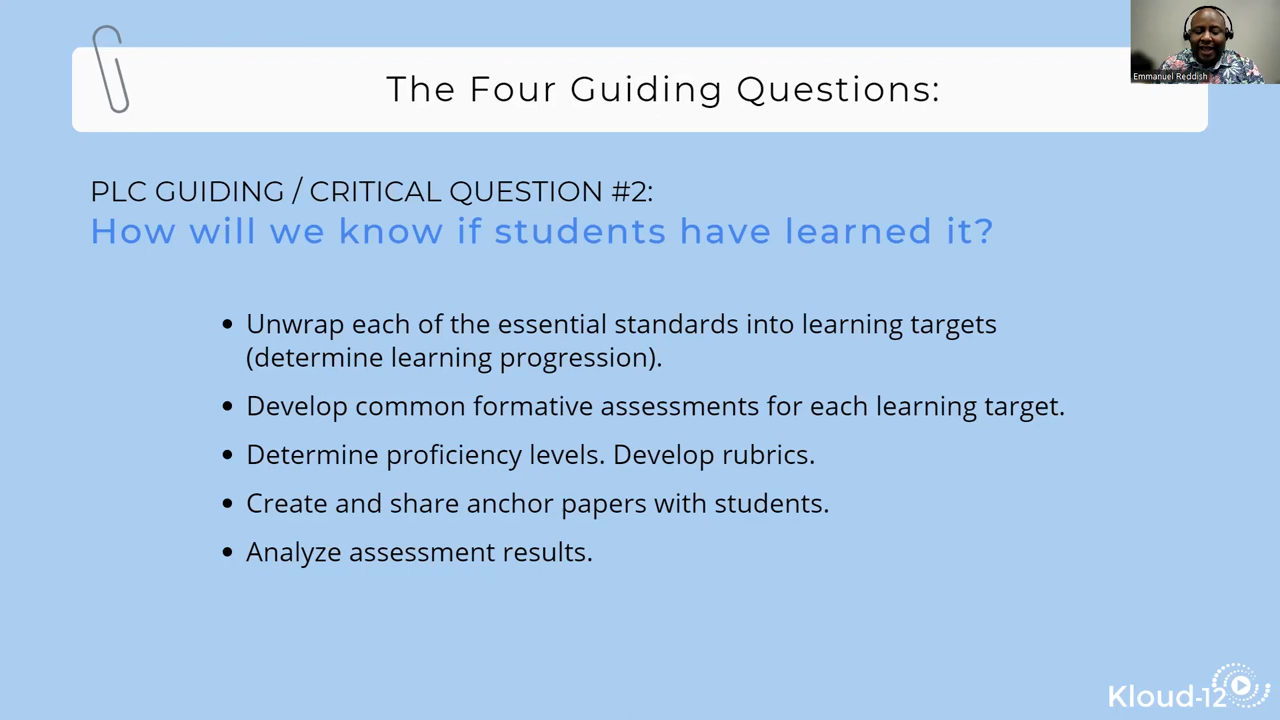 The Four Guiding Questions:
Emmanuel Reddish
PLC GUIDING / CRITICAL QUESTION #2:
How will we know if students have learned it?
• Unwrap each of the essential standards into learning targets
(determine learning progression).
• Develop common formative assessments for each learning target.
• Determine proficiency levels. Develop rubrics.
• Create and share anchor papers with students.
• Analyze assessment results.
Kloud-12